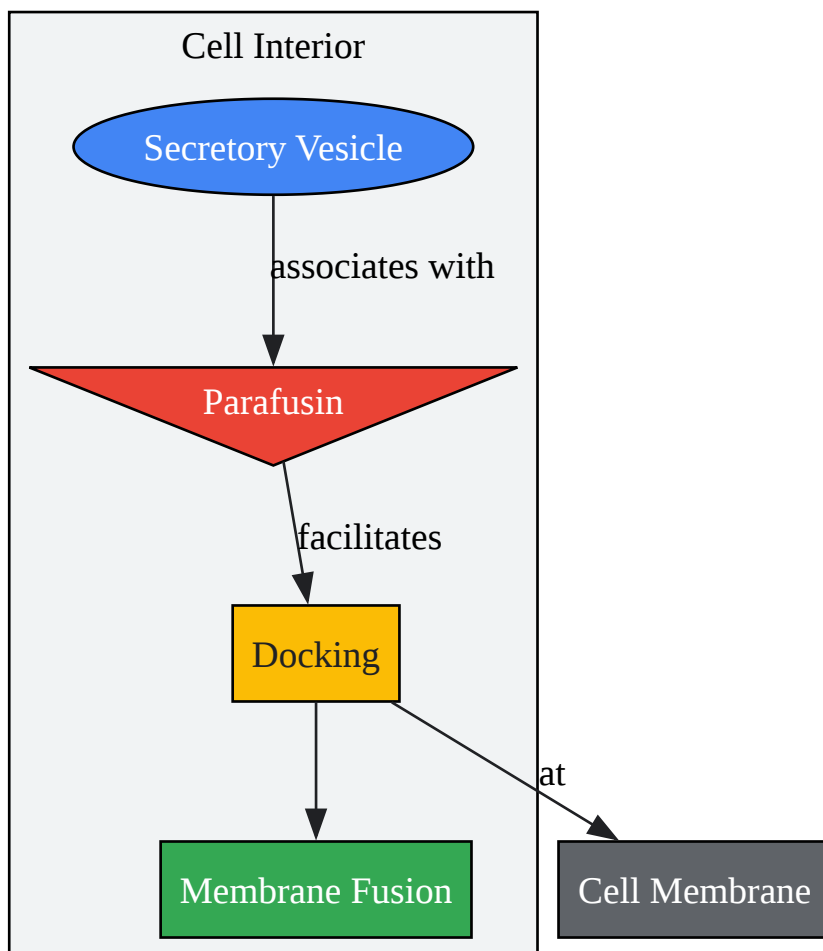 Cell Interior
Secretory Vesicle
associates with
Parafusin
facilitates
Docking
at
Membrane Fusion
Cell Membrane